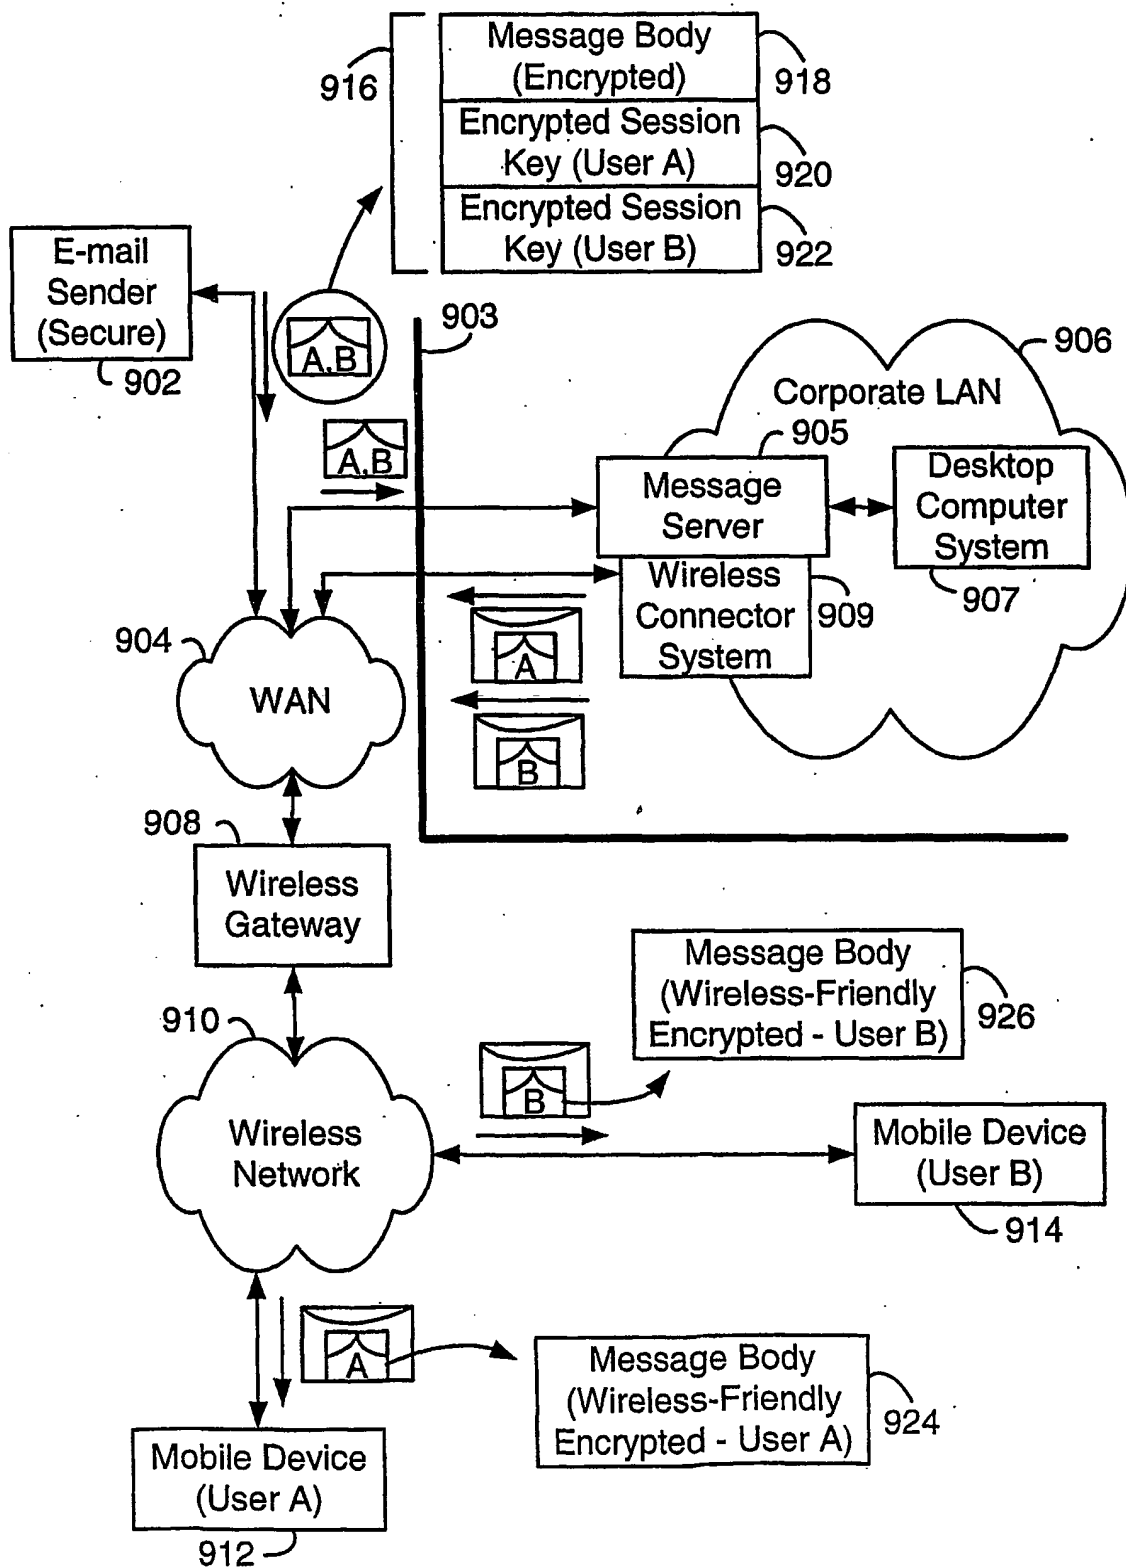 916
Message Body
(Encrypted)
918
Encrypted Session
Key (User A)
920
Encrypted Session
Key (User B)
922
E-mail
Sender
(Secure)
902
A,B
903
906
Corporate LAN
905
A,B
Message
Server
Desktop
Computer
System
907
Wireless
Connector
System
909
904
WAN
A
B
908
Wireless
Gateway
Message Body
(Wireless-Friendly
Encrypted - User B)
926
910
B
Wireless
Network
Mobile Device
(User B)
914
A
Message Body
(Wireless-Friendly
Encrypted - User A)
924
Mobile Device
(User A)
912